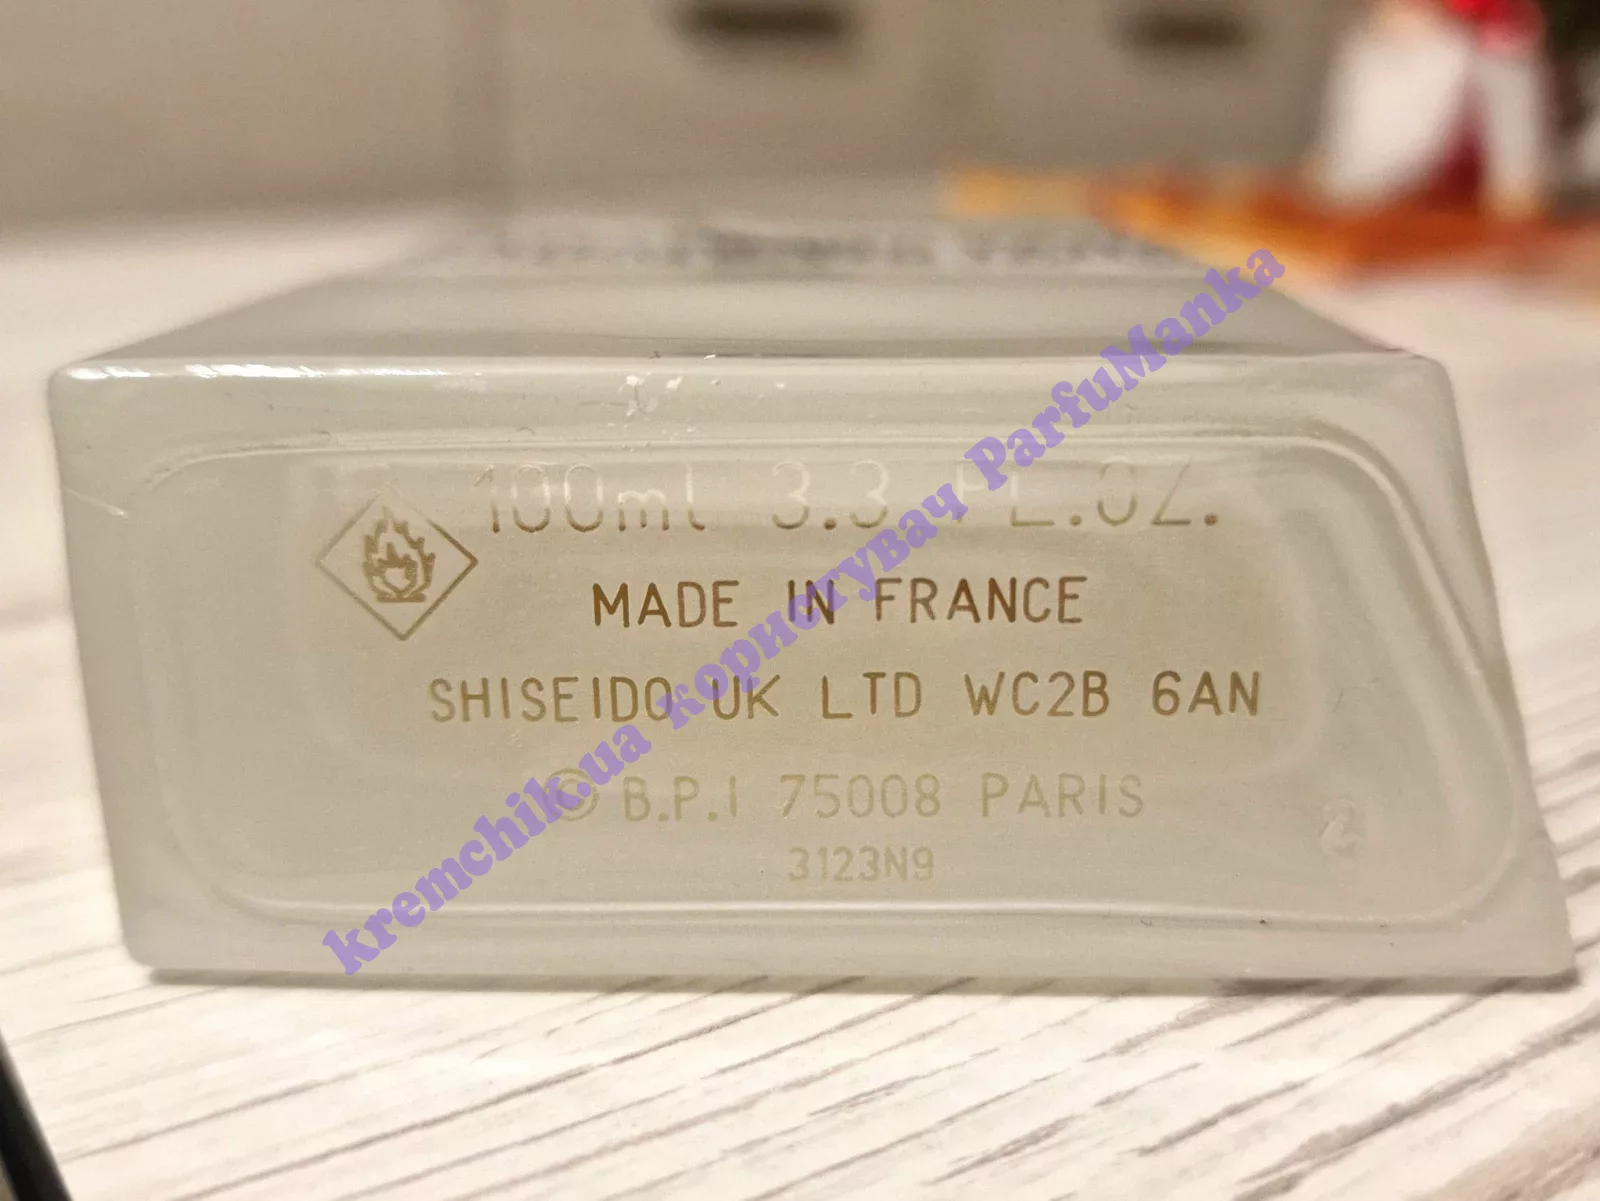 100ml 3.3 FL.OZ.
MADE IN FRANCE
SHISEIDO UK LTD WC2B 6AN
© B.P.I 75008 PARIS
3123N9
2
kremchik.ua користувач ParfuManka